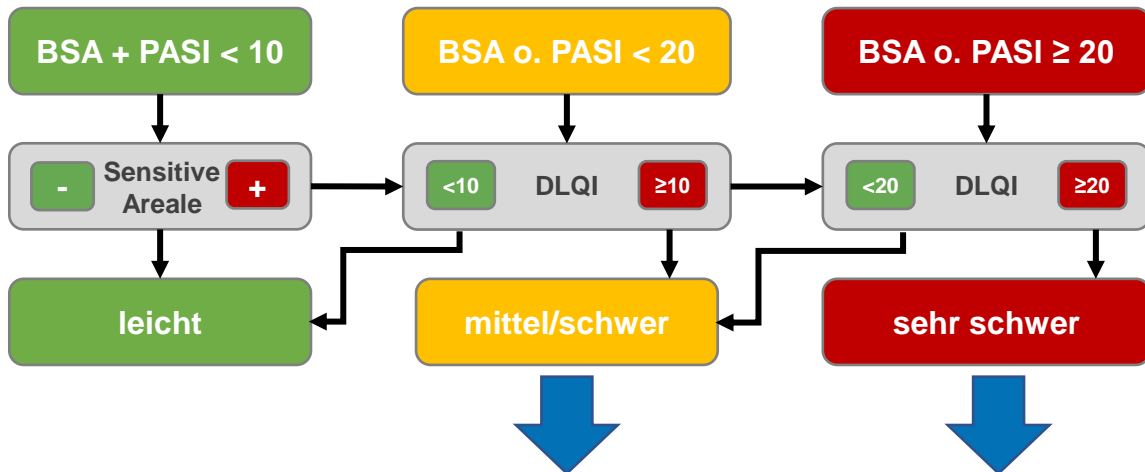 BSA + PASI < 10
BSA o. PASI < 20
BSA o. PASI ≥ 20
-
Sensitive
Areale
+
<10
DLQI
≥10
<20
DLQI
≥20
leicht
mittel/schwer
sehr schwer